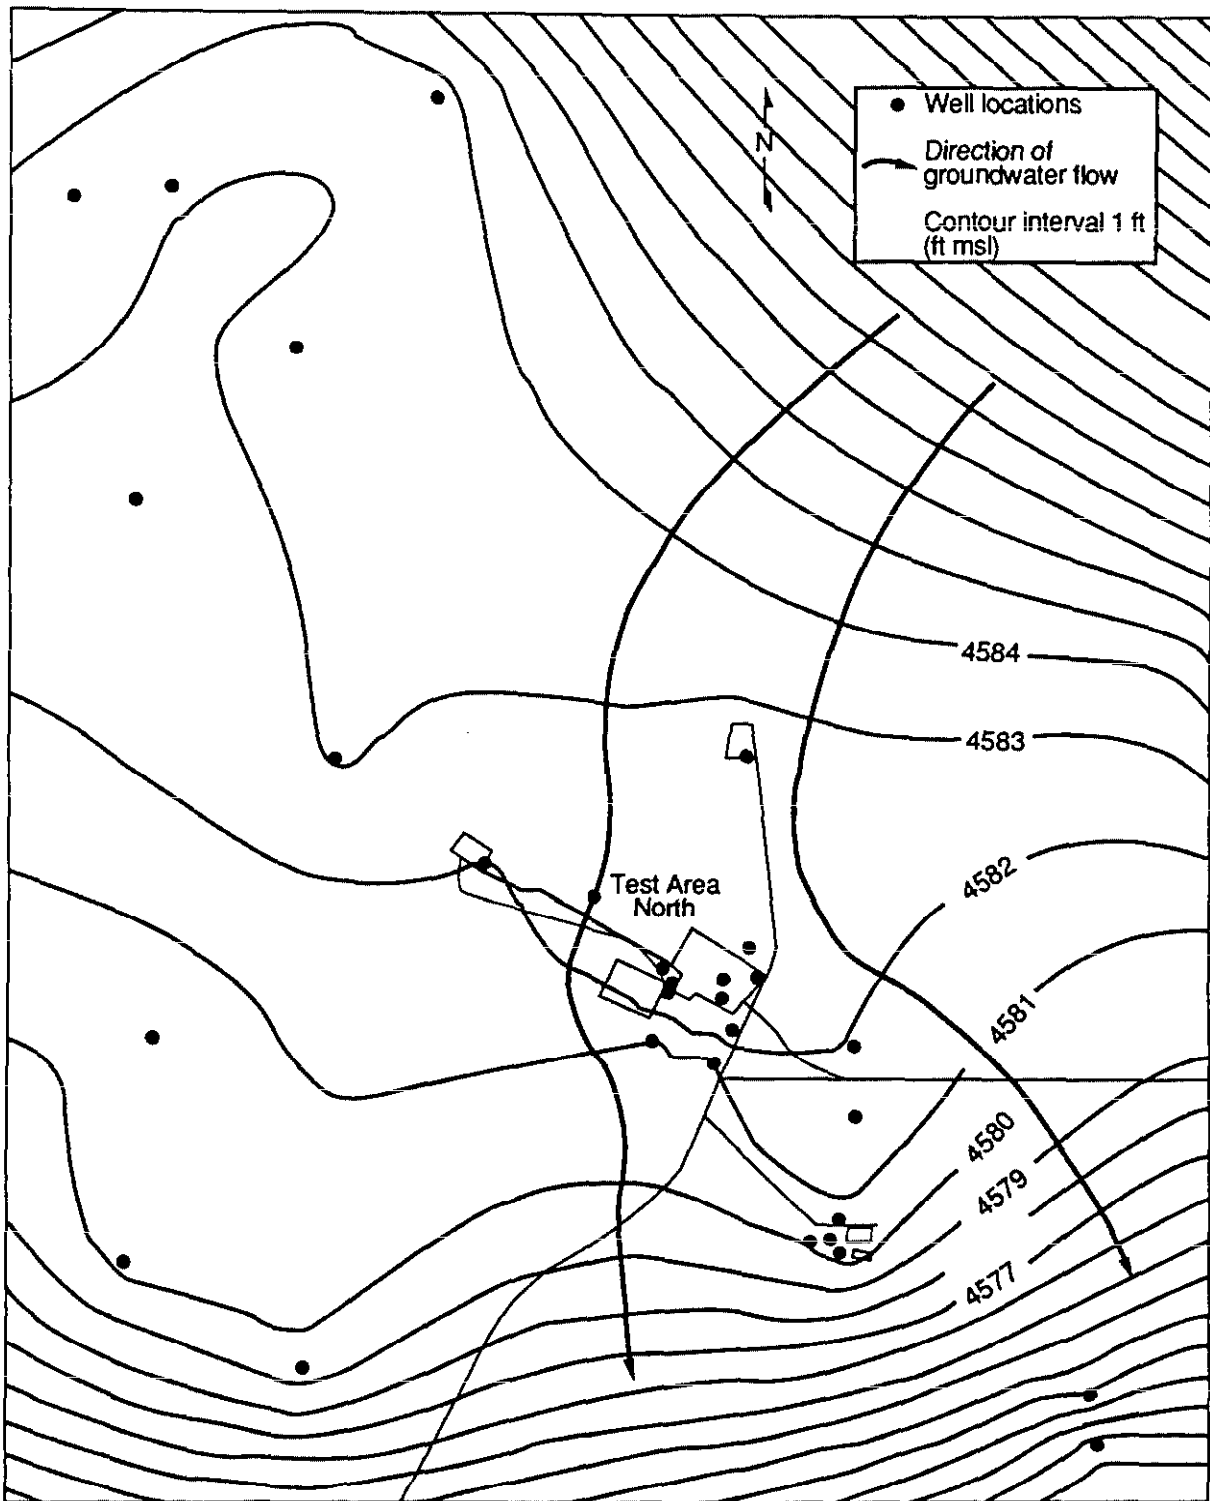 Well locations
N
Direction of
groundwater flow
Contour interval 1 ft
(ft msl)
4584
4583
4582
Test Area
North
4581
4580
4579
4577